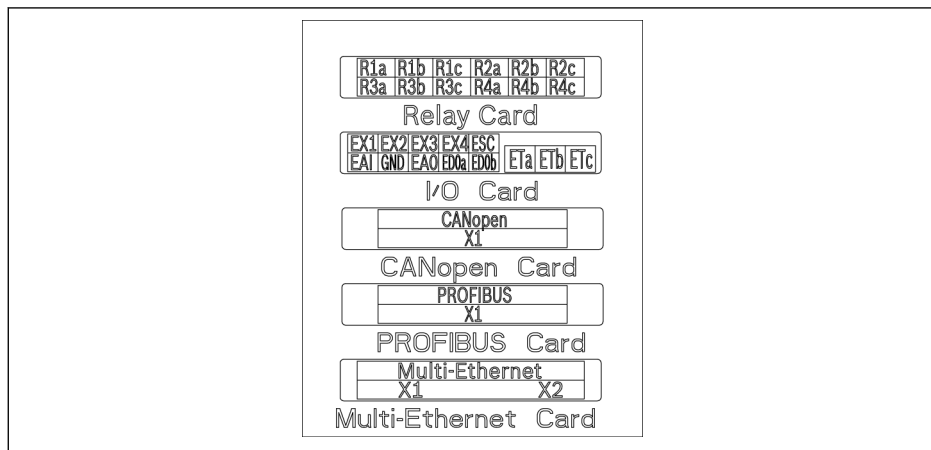 R1a R1b R1c R2a R2b R2c
R3a R3b R3c R4a R4b R4c
Relay Card
EX1 EX2 EX3 EX4 ESC
EAI GND EAO EDOa EDOb ETa ETb ETc
I/O Card
CANopen
X1
CANopen Card
PROFIBUS
X1
PROFIBUS Card
Multi-Ethernet
X1 X2
Multi-Ethernet Card